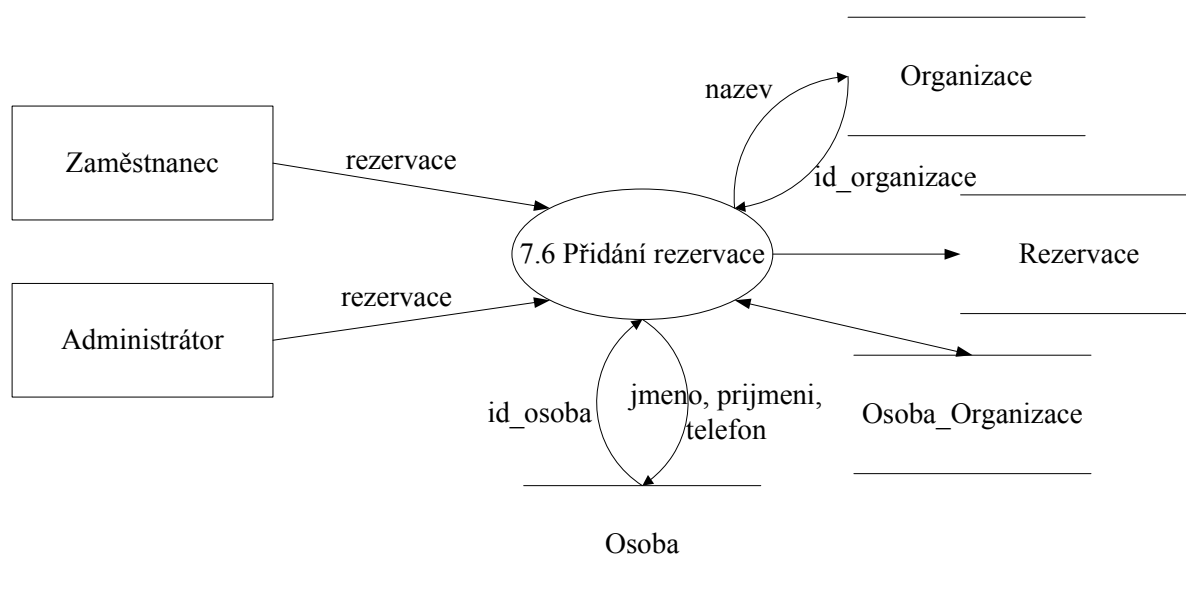 Organizace
nazev
Zaměstnanec
rezervace
id_organizace
7.6 Přidání rezervace
Rezervace
rezervace
Administrátor
jmeno, prijmeni,
telefon
id_osoba
Osoba_Organizace
Osoba